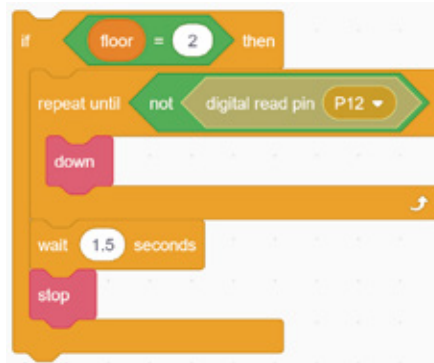 if floor = 2 then
repeat until not digital read pin P12
down
wait 1.5 seconds
stop